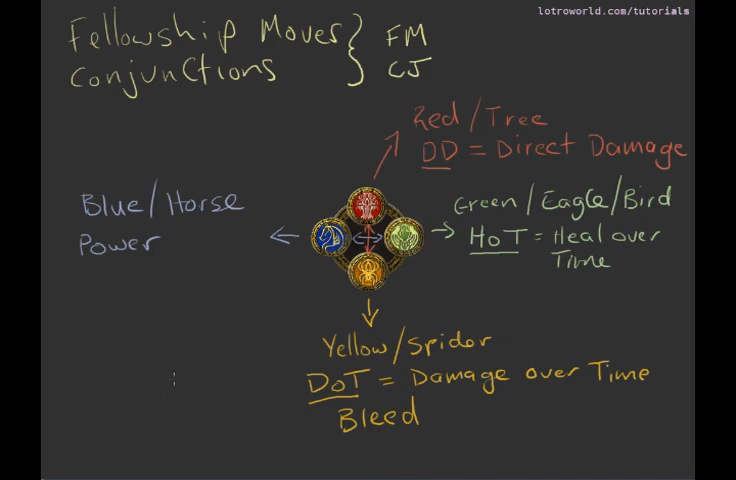 lotroworld.com/tutorials
Fellowship Moves } FM
Conjunctions CJ
Red/Tree
DD = Direct Damage
Blue/Horse
Power
Green/Eagle/Bird
HoT = Heal over
Time
Yellow/Spider
DoT = Damage over Time
Bleed